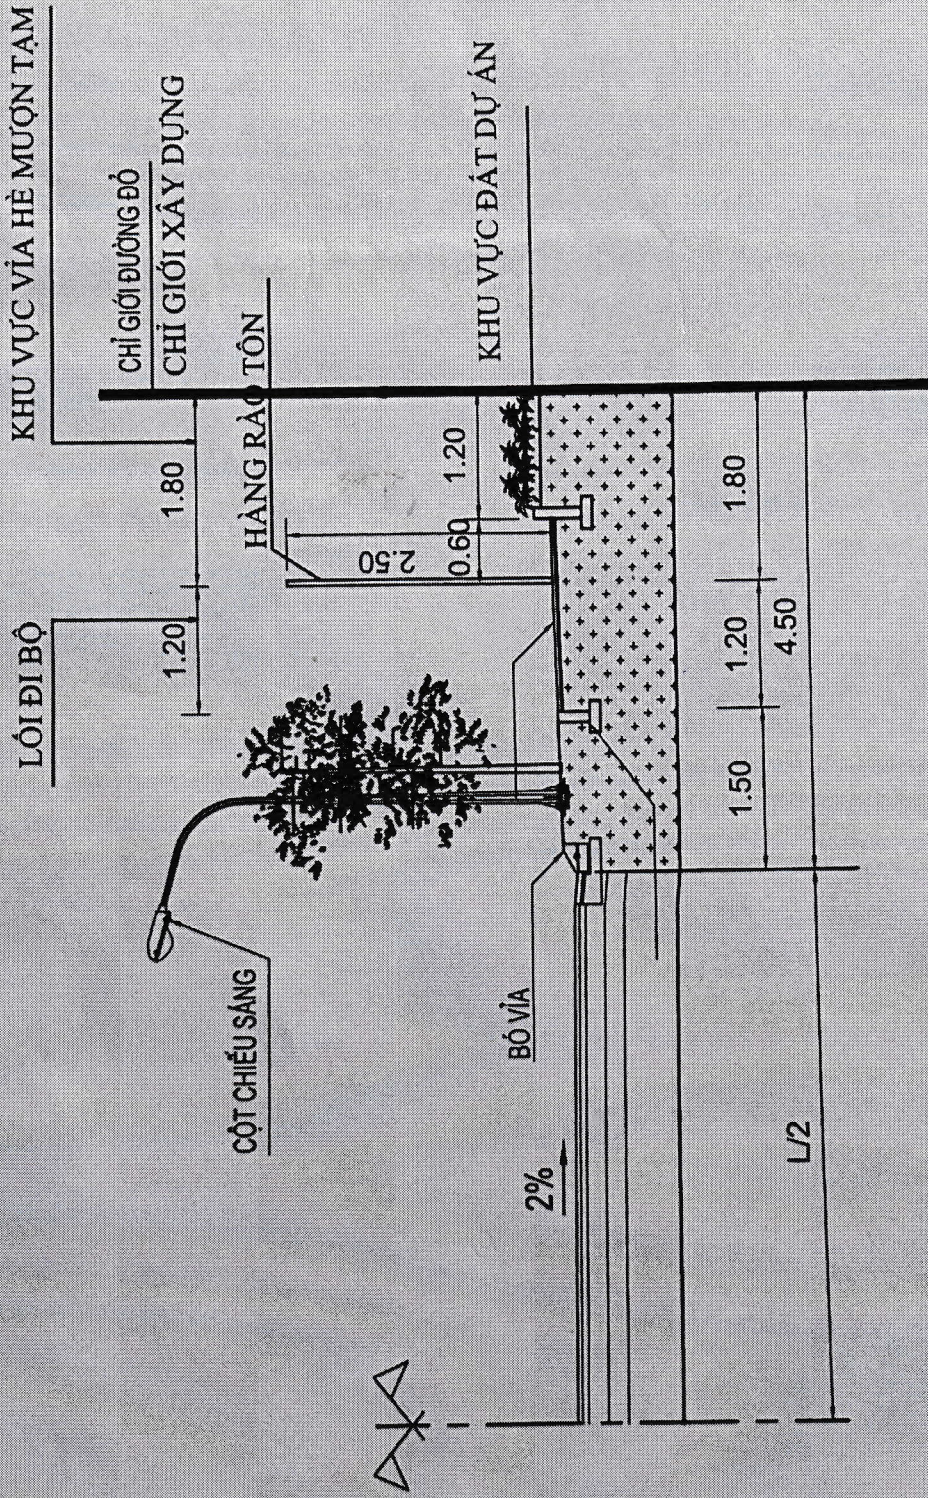 KHU VỰC VỈA HÈ MƯỢN TẠM
LỐI ĐI BỘ
CHỈ GIỚI ĐƯỜNG ĐỎ
CHỈ GIỚI XÂY DỰNG
1.20
1.80
HÀNG RÀO TÔN
CỘT CHIẾU SÁNG
2.50
0.60
1.20
KHU VỰC ĐẤT DỰ ÁN
BÓ VỈA
2%
1.50
1.20
1.80
4.50
L/2